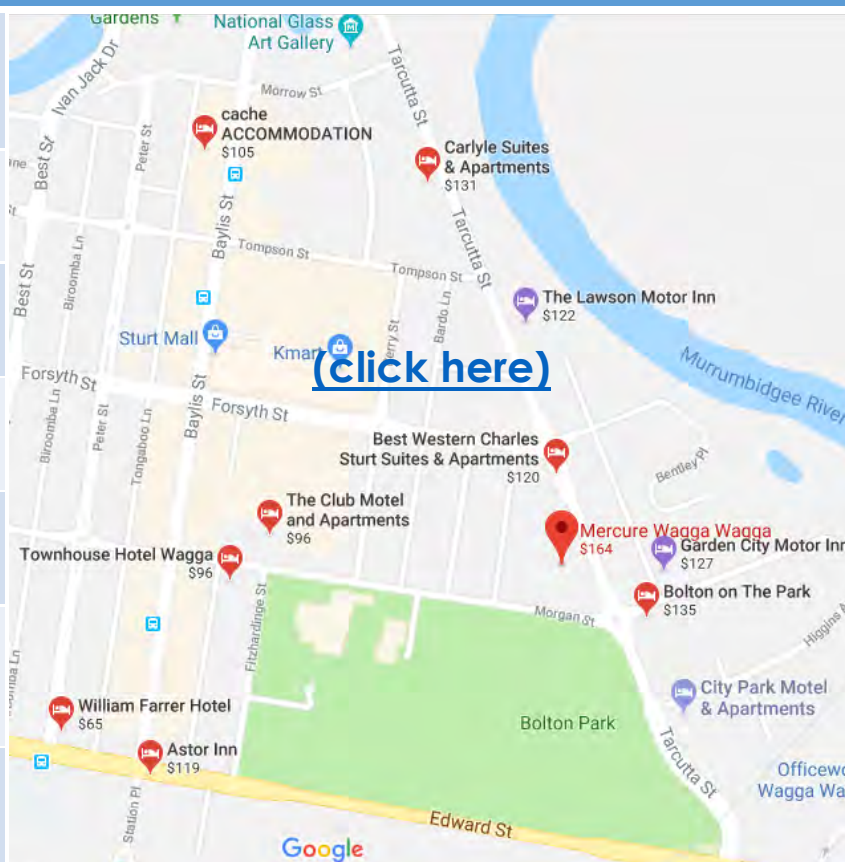 Gardens
National Glass
Art Gallery
Ivan Jack Dr
Tarcutta St
Morrow St
cache
ACCOMMODATION
$105
Peter St
Carlyle Suites
& Apartments
$131
Best St
Baylis St
Tarcutta St
Tompson St
Tompson St
Biroomba Ln
Best St
Bardo Ln
The Lawson Motor Inn
$122
Sturt Mall
Kmart
(click here)
Murrumbidgee River
Forsyth St
Forsyth St
Baylis St
Biroomba Ln
Peter St
Tongaboo Ln
Best Western Charles
Sturt Suites & Apartments
$120
Bentley Pl
The Club Motel
and Apartments
$96
Mercure Wagga Wagga
$164
Garden City Motor Inn
$127
Townhouse Hotel Wagga
$96
Bolton on The Park
$135
Morgan St
Fitzhardinge St
Higgins A
City Park Motel
& Apartments
William Farrer Hotel
$65
Bolton Park
Astor Inn
$119
Tarcutta St
Officewo
Wagga Wa
Station Pl
Edward St
Google